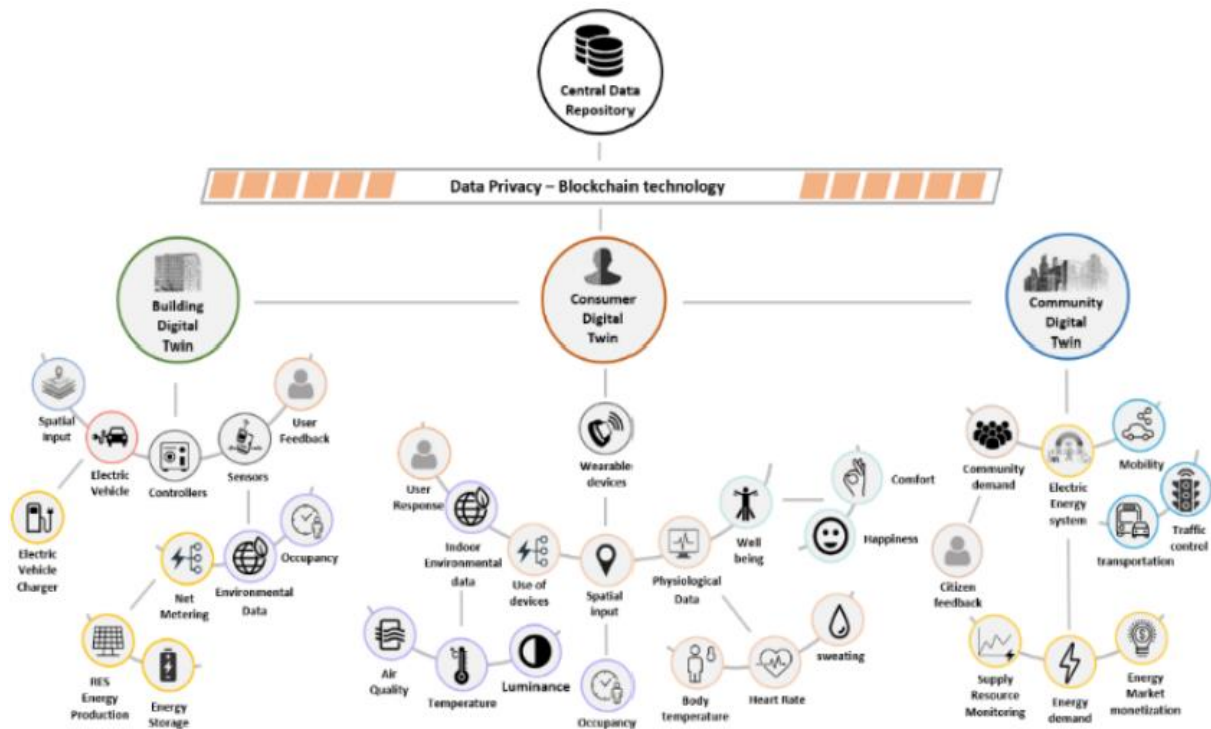 Central Data
Repository
Data Privacy – Blockchain technology
Building
Digital
Twin
Consumer
Digital
Twin
Community
Digital
Twin
Spatial
Input
Electric
Vehicle
Controllers
Sensors
User
Feedback
Electric
Vehicle
Charger
Net
Metering
Environmental
Data
Occupancy
RES
Energy
Production
Energy
Storage
Wearable
devices
User
Response
Indoor
Environmental
data
Use of
devices
Spatial
input
Physiological
Data
Well
being
Comfort
Happiness
Air
Quality
Temperature
Luminance
Occupancy
Body
temperature
Heart Rate
sweating
Community
demand
Electric
Energy
system
Mobility
transportation
Traffic
control
Citizen
feedback
Supply
Resource
Monitoring
Energy
demand
Energy
Market
monetization